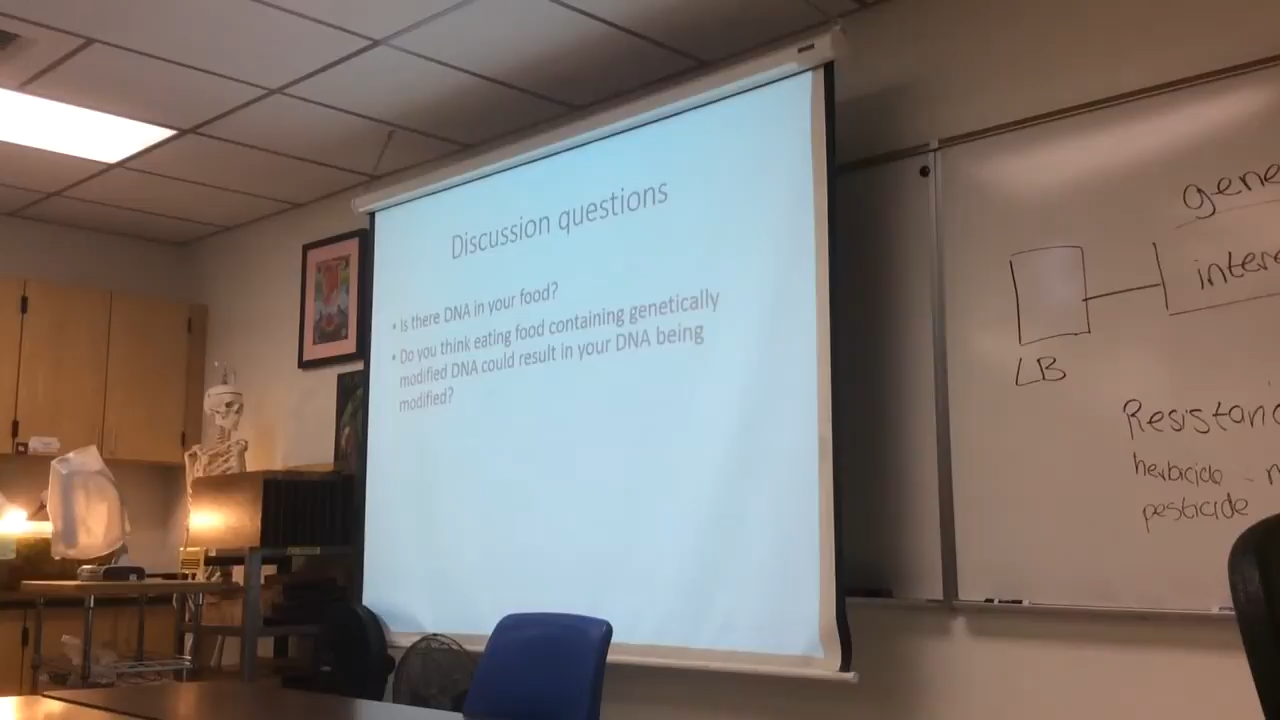 Discussion questions
• Is there DNA in your food?
• Do you think eating food containing genetically
modified DNA could result in your DNA being
modified?
gene
inter
LB
Resistanc
herbicide -
pesticide